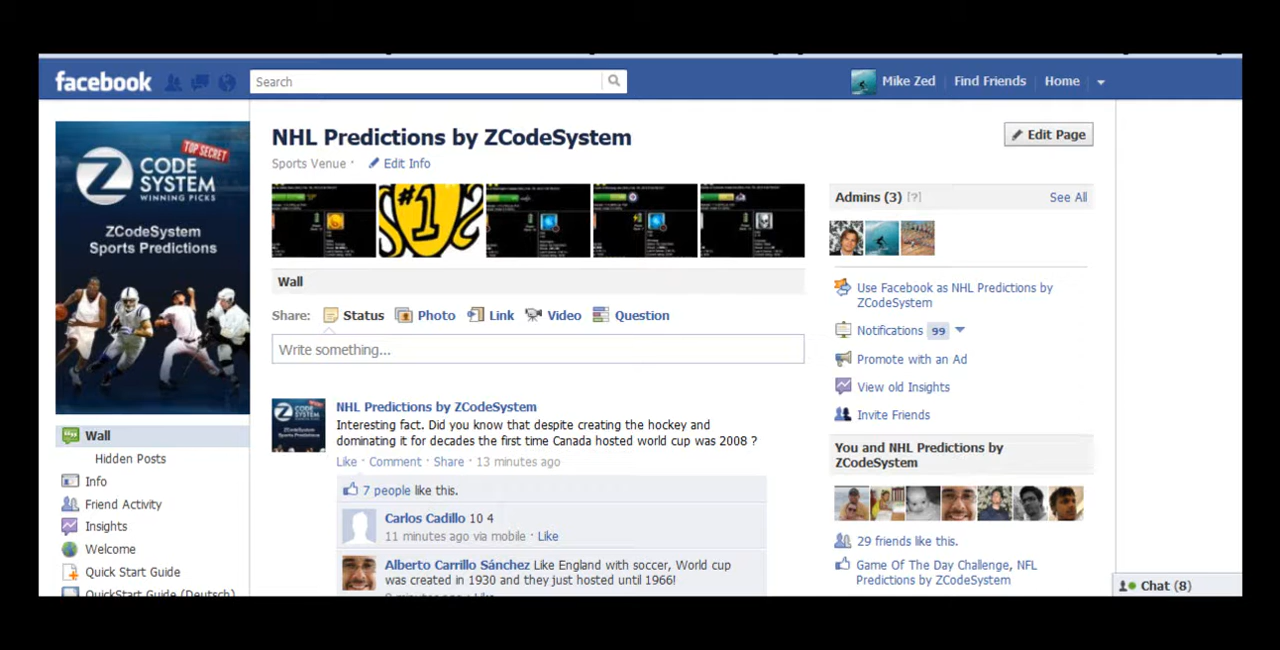 facebook
Search
Mike Zed
Find Friends
Home
TOP SECRET
Z CODE
SYSTEM
WINNING PICKS
ZCodeSystem
Sports Predictions
Wall
Hidden Posts
Info
Friend Activity
Insights
Welcome
Quick Start Guide
QuickStart Guide (Deutsch)
NHL Predictions by ZCodeSystem
Sports Venue ·
Edit Info
#1
Wall
Share:
Status
Photo
Link
Video
Question
Write something...
NHL Predictions by ZCodeSystem
Interesting fact. Did you know that despite creating the hockey and
dominating it for decades the first time Canada hosted world cup was 2008 ?
Like · Comment · Share · 13 minutes ago
7 people like this.
Carlos Cadillo 10 4
11 minutes ago via mobile · Like
Alberto Carrillo Sánchez Like England with soccer, World cup
was created in 1930 and they just hosted until 1966!
Edit Page
Admins (3) [?]
See All
Use Facebook as NHL Predictions by
ZCodeSystem
Notifications 99
Promote with an Ad
View old Insights
Invite Friends
You and NHL Predictions by
ZCodeSystem
29 friends like this.
Game Of The Day Challenge, NFL
Predictions by ZCodeSystem
Chat (8)